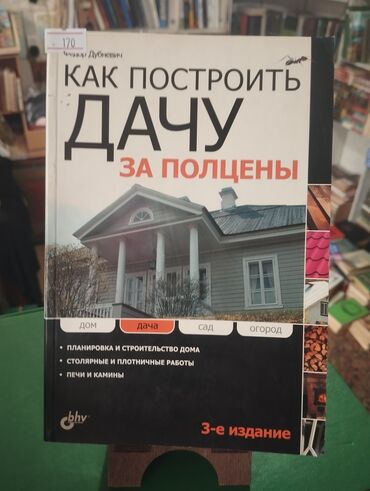 170
Дубневич
КАК ПОСТРОИТЬ
ДАЧУ
ЗА ПОЛЦЕНЫ
дом дача сад огород
• ПЛАНИРОВКА И СТРОИТЕЛЬСТВО ДОМА
• СТОЛЯРНЫЕ И ПЛОТНИЧНЫЕ РАБОТЫ
• ПЕЧИ И КАМИНЫ
bhv
3-е издание